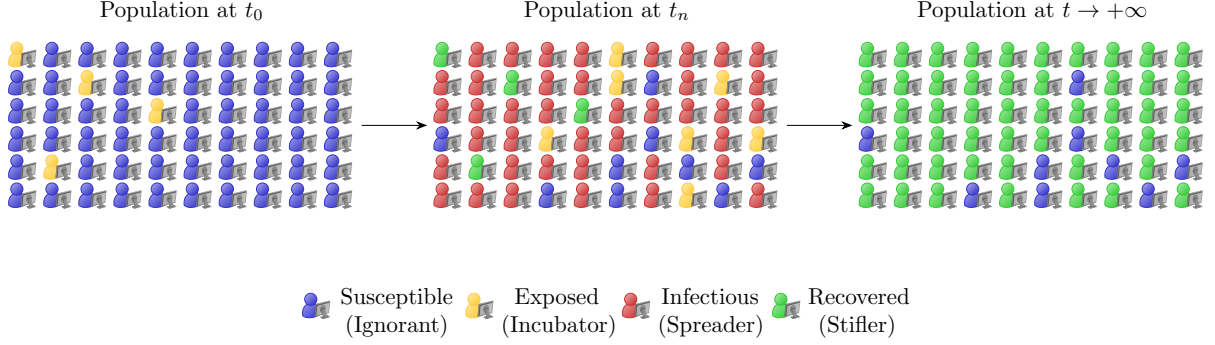 Population at t₀
Population at tₙ
Population at t → +∞
Susceptible
(Ignorant)
Exposed
(Incubator)
Infectious
(Spreader)
Recovered
(Stifler)